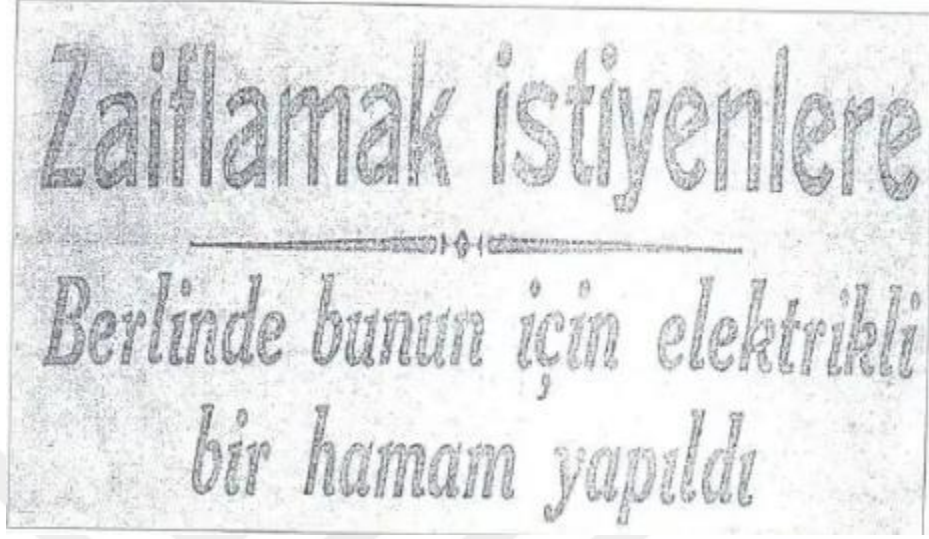 Zaiflamak istiyenlere
Berlinde bunun için elektrikli
bir hamam yapıldı